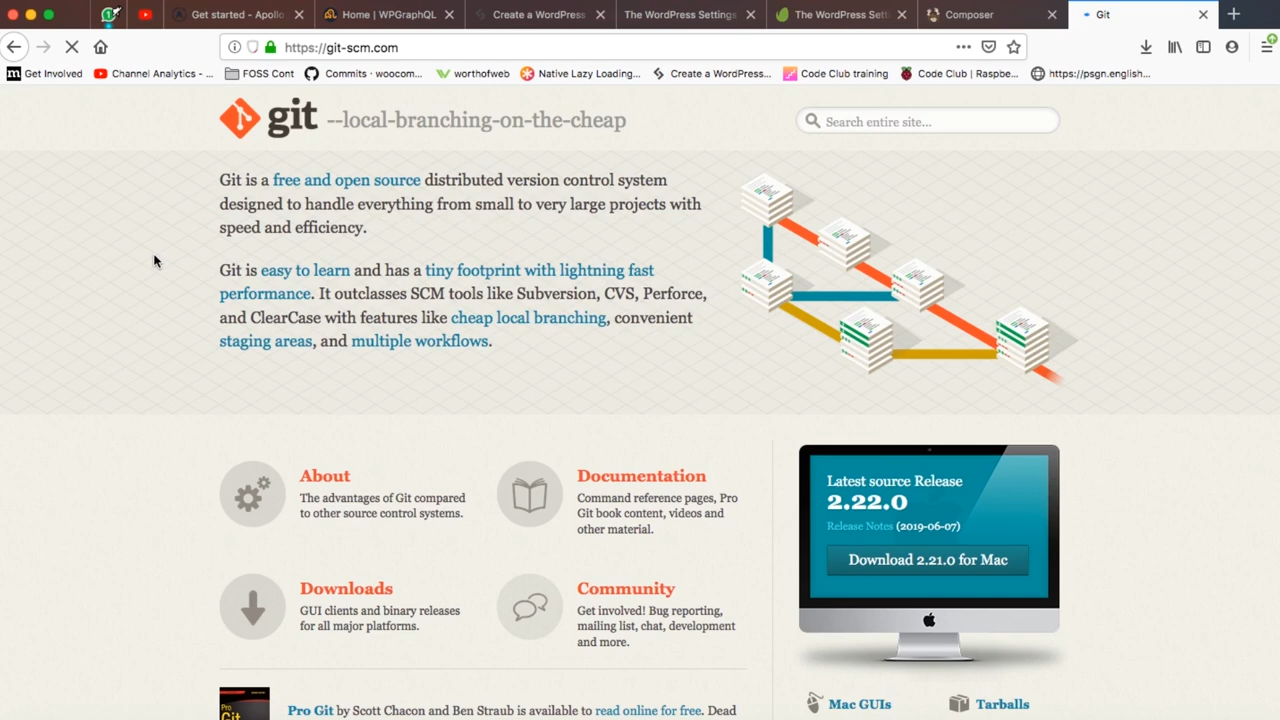 Get started - Apollo
Home | WPGraphQL
Create a WordPress
The WordPress Settings
The WordPress Setti
Composer
Git
https://git-scm.com
Get Involved
Channel Analytics - ...
FOSS Cont
Commits · woocom...
worthofweb
Native Lazy Loading...
Create a WordPress...
Code Club training
Code Club | Raspbe...
https://psgn.english...
git --local-branching-on-the-cheap
Search entire site...
Git is a free and open source distributed version control system
designed to handle everything from small to very large projects with
speed and efficiency.
Git is easy to learn and has a tiny footprint with lightning fast
performance. It outclasses SCM tools like Subversion, CVS, Perforce,
and ClearCase with features like cheap local branching, convenient
staging areas, and multiple workflows.
About
The advantages of Git compared
to other source control systems.
Documentation
Command reference pages, Pro
Git book content, videos and
other material.
Downloads
GUI clients and binary releases
for all major platforms.
Community
Get involved! Bug reporting,
mailing list, chat, development
and more.
Latest source Release
2.22.0
Release Notes (2019-06-07)
Download 2.21.0 for Mac
Mac GUIs
Tarballs
Pro
Git
Pro Git by Scott Chacon and Ben Straub is available to read online for free. Dead